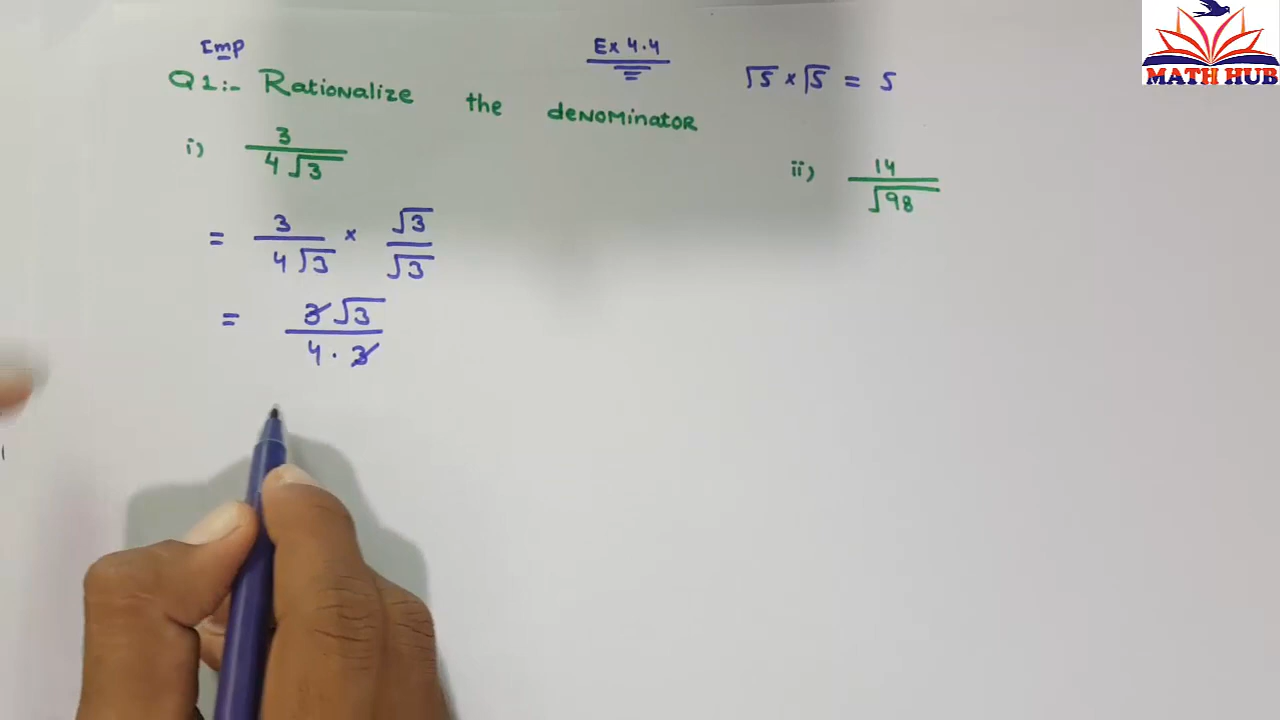 Imp
Ex 4.4
Q1:- Rationalize the denominator
√5 × √5 = 5
i) 3/4√3
ii) 14/√98
= 3/4√3 × √3/√3
= 3√3/4·3
MATH HUB